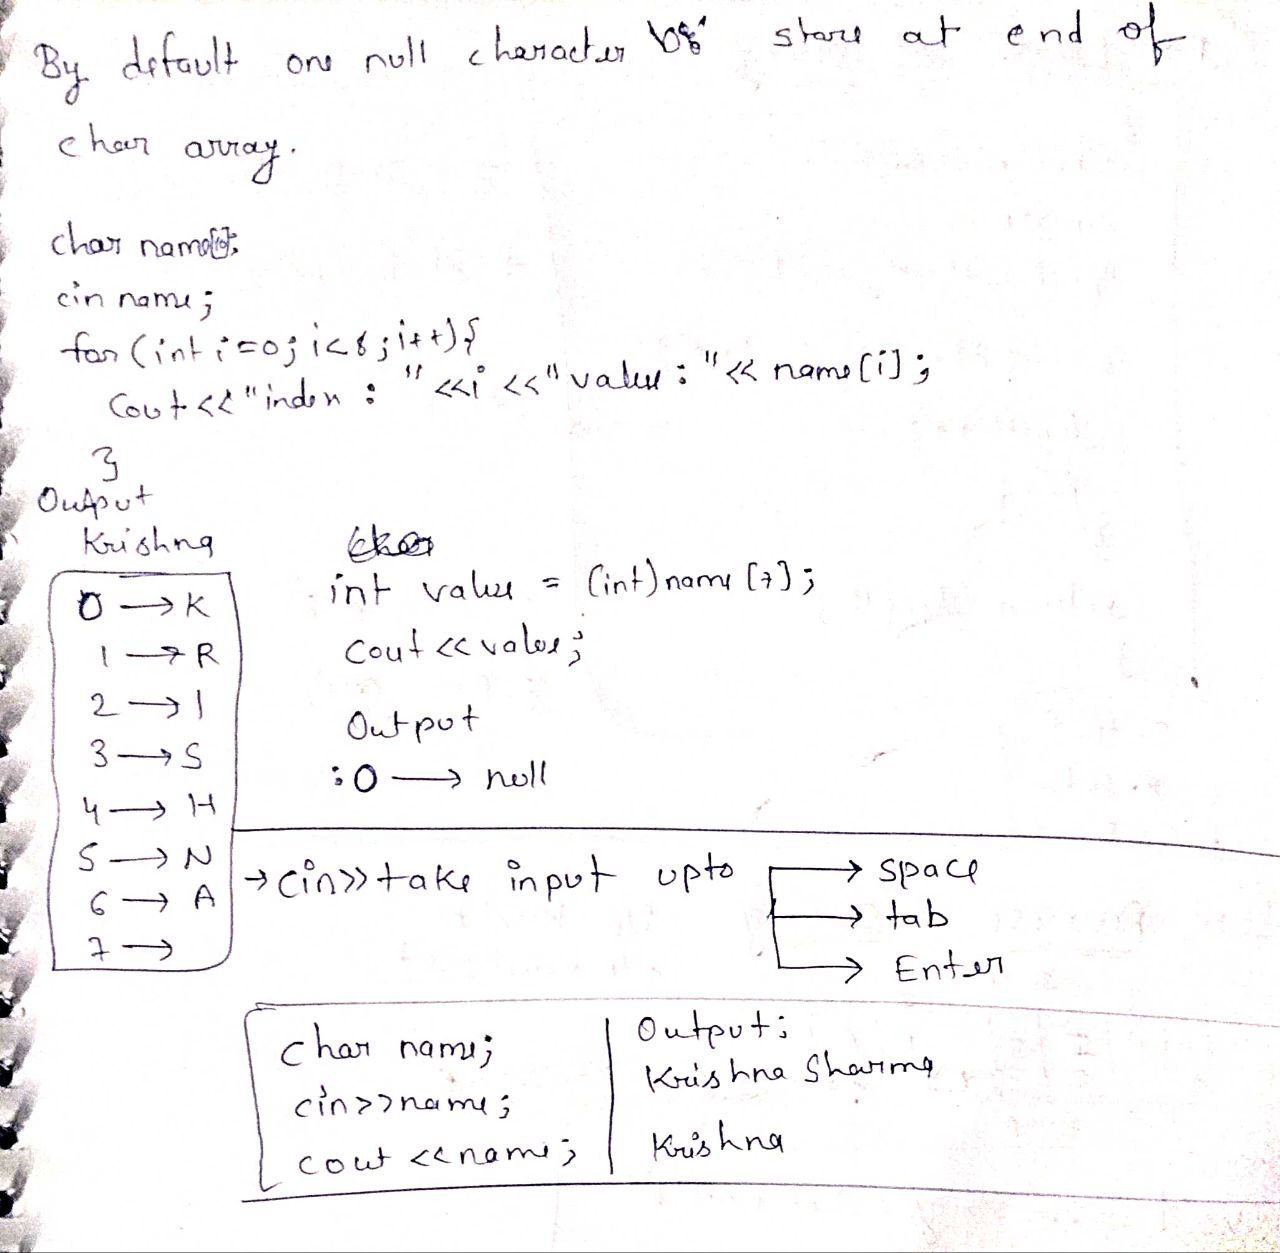 By default one null character store at end of
char array.
char name[10];
cin name;
for (int i=0; i<8; i++){
Cout<<"index : "<<i <<" value : "<< name[i];
}
Output
Krishna
0 → K
1 → R
2 → I
3 → S
4 → H
5 → N
6 → A
7 →
int value = (int)name[7];
cout << value;
Output
:0 → null
→ cin>> take input upto
→ space
→ tab
→ Enter
char name;
cin>>name;
cout <<name;
Output:
Krishna Sharma
Krishna